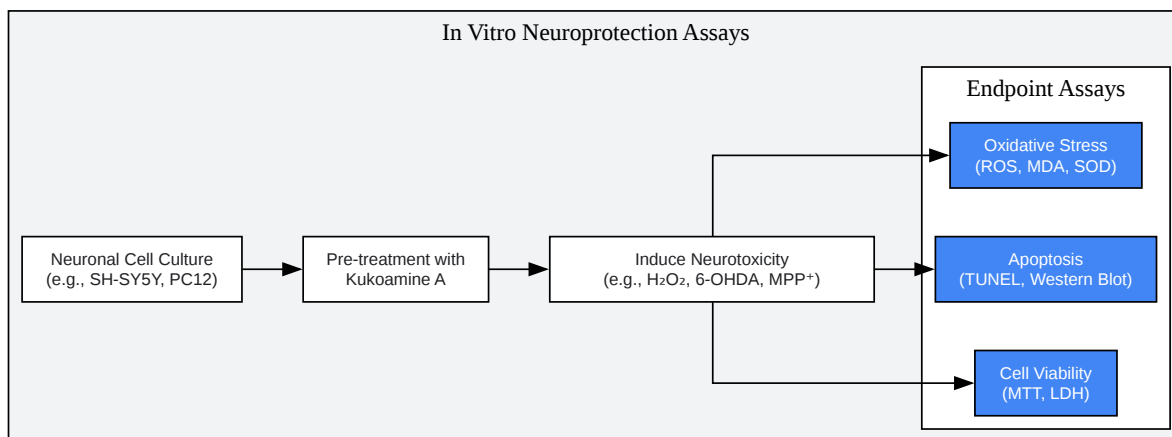 In Vitro Neuroprotection Assays
Endpoint Assays
Oxidative Stress
(ROS, MDA, SOD)
Neuronal Cell Culture
(e.g., SH-SY5Y, PC12)
Pre-treatment with
Kukoamine A
Induce Neurotoxicity
(e.g., H₂O₂, 6-OHDA, MPP⁺)
Apoptosis
(TUNEL, Western Blot)
Cell Viability
(MTT, LDH)